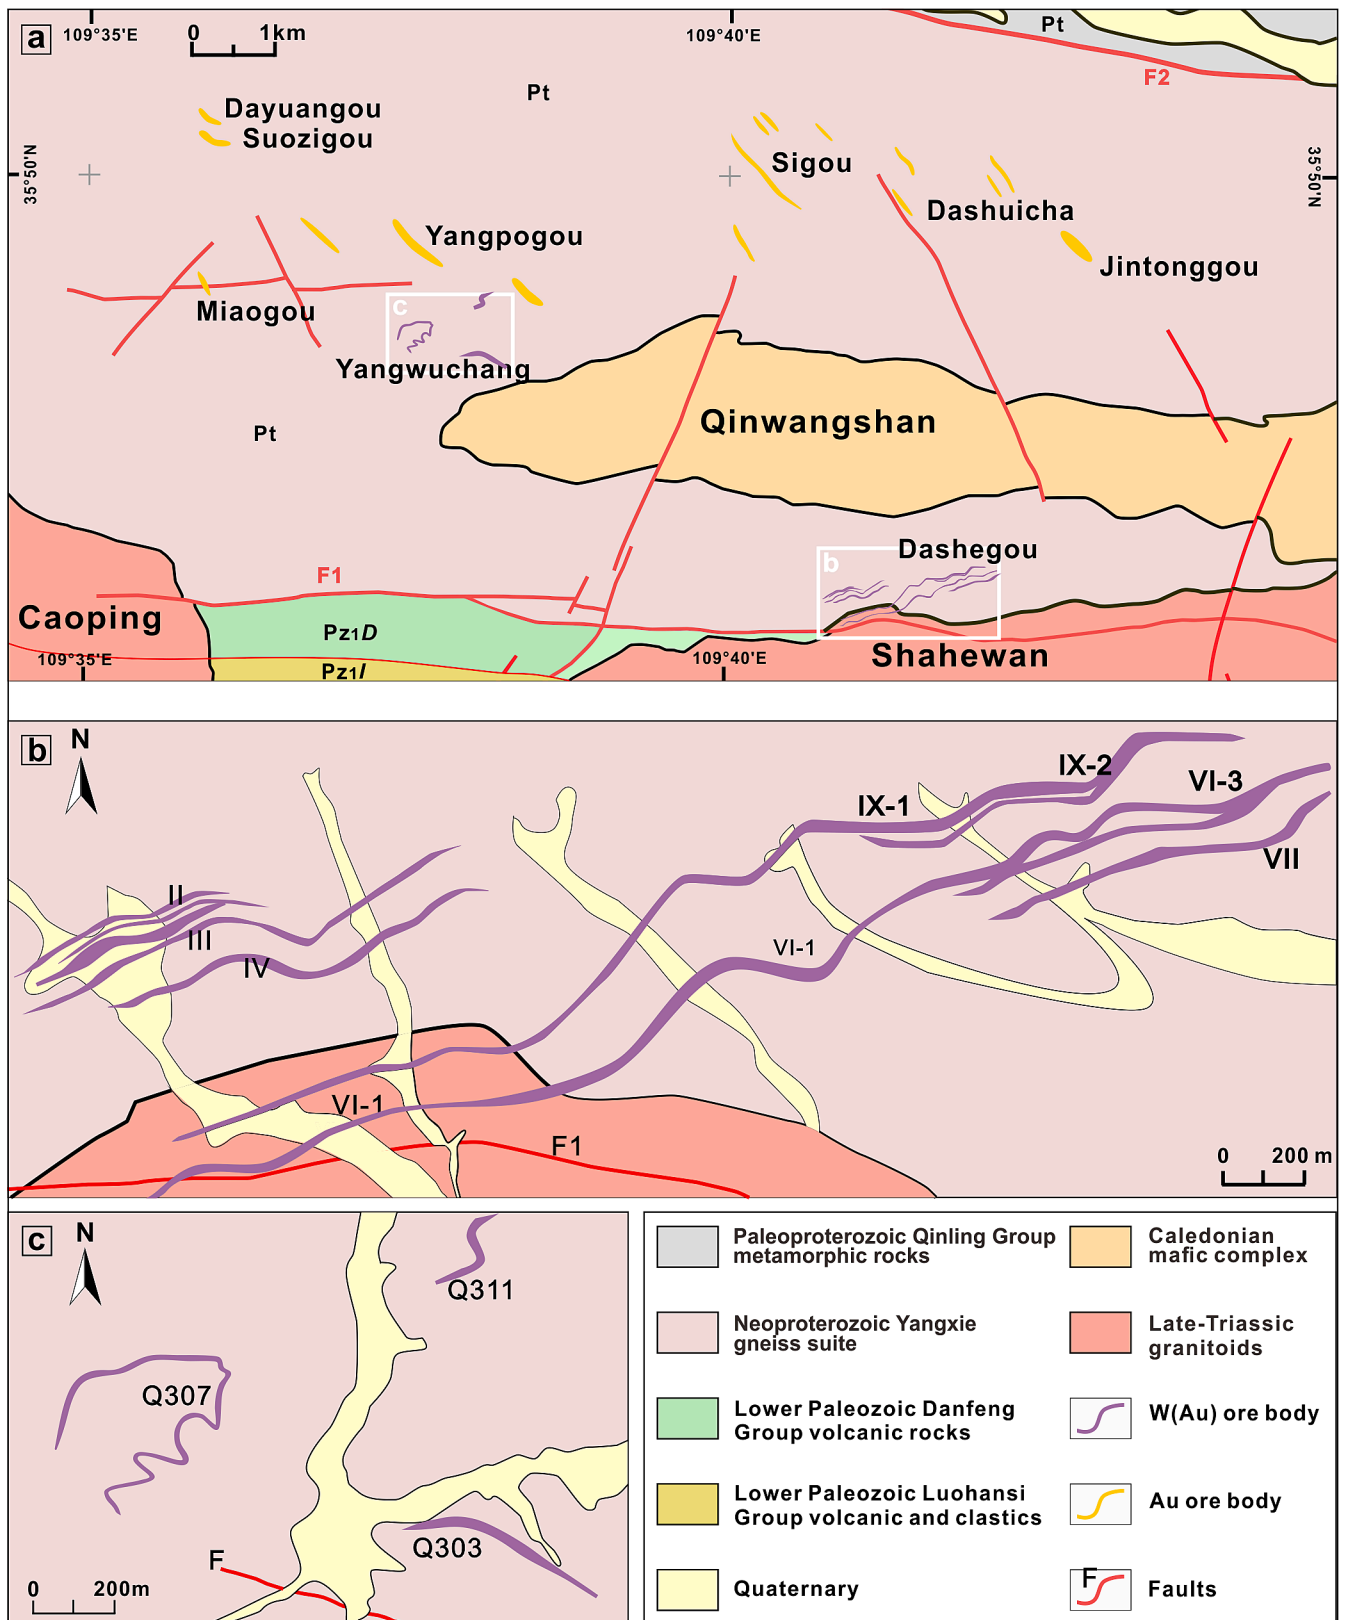 a
109°35′E
0 1km
109°40′E
Pt
F2
Pt
Dayuangou
Suozigou
35°50′N
35°50′N
Sigou
Dashuicha
Yangpogou
Jintonggou
Miaogou
c
Yangwuchang
Qinwangshan
Pt
Dashegou
b
F1
Caoping
Pz1D
109°35′E
Pz1l
109°40′E
Shahewan
b
N
IX-2
VI-3
IX-1
VII
II
III
IV
VI-1
VI-1
F1
0 200 m
c
N
Q311
Q307
Q303
F
0 200m
Paleoproterozoic Qinling Group
metamorphic rocks
Caledonian
mafic complex
Neoproterozoic Yangxie
gneiss suite
Late-Triassic
granitoids
Lower Paleozoic Danfeng
Group volcanic rocks
W(Au) ore body
Lower Paleozoic Luohansi
Group volcanic and clastics
Au ore body
Quaternary
F
Faults